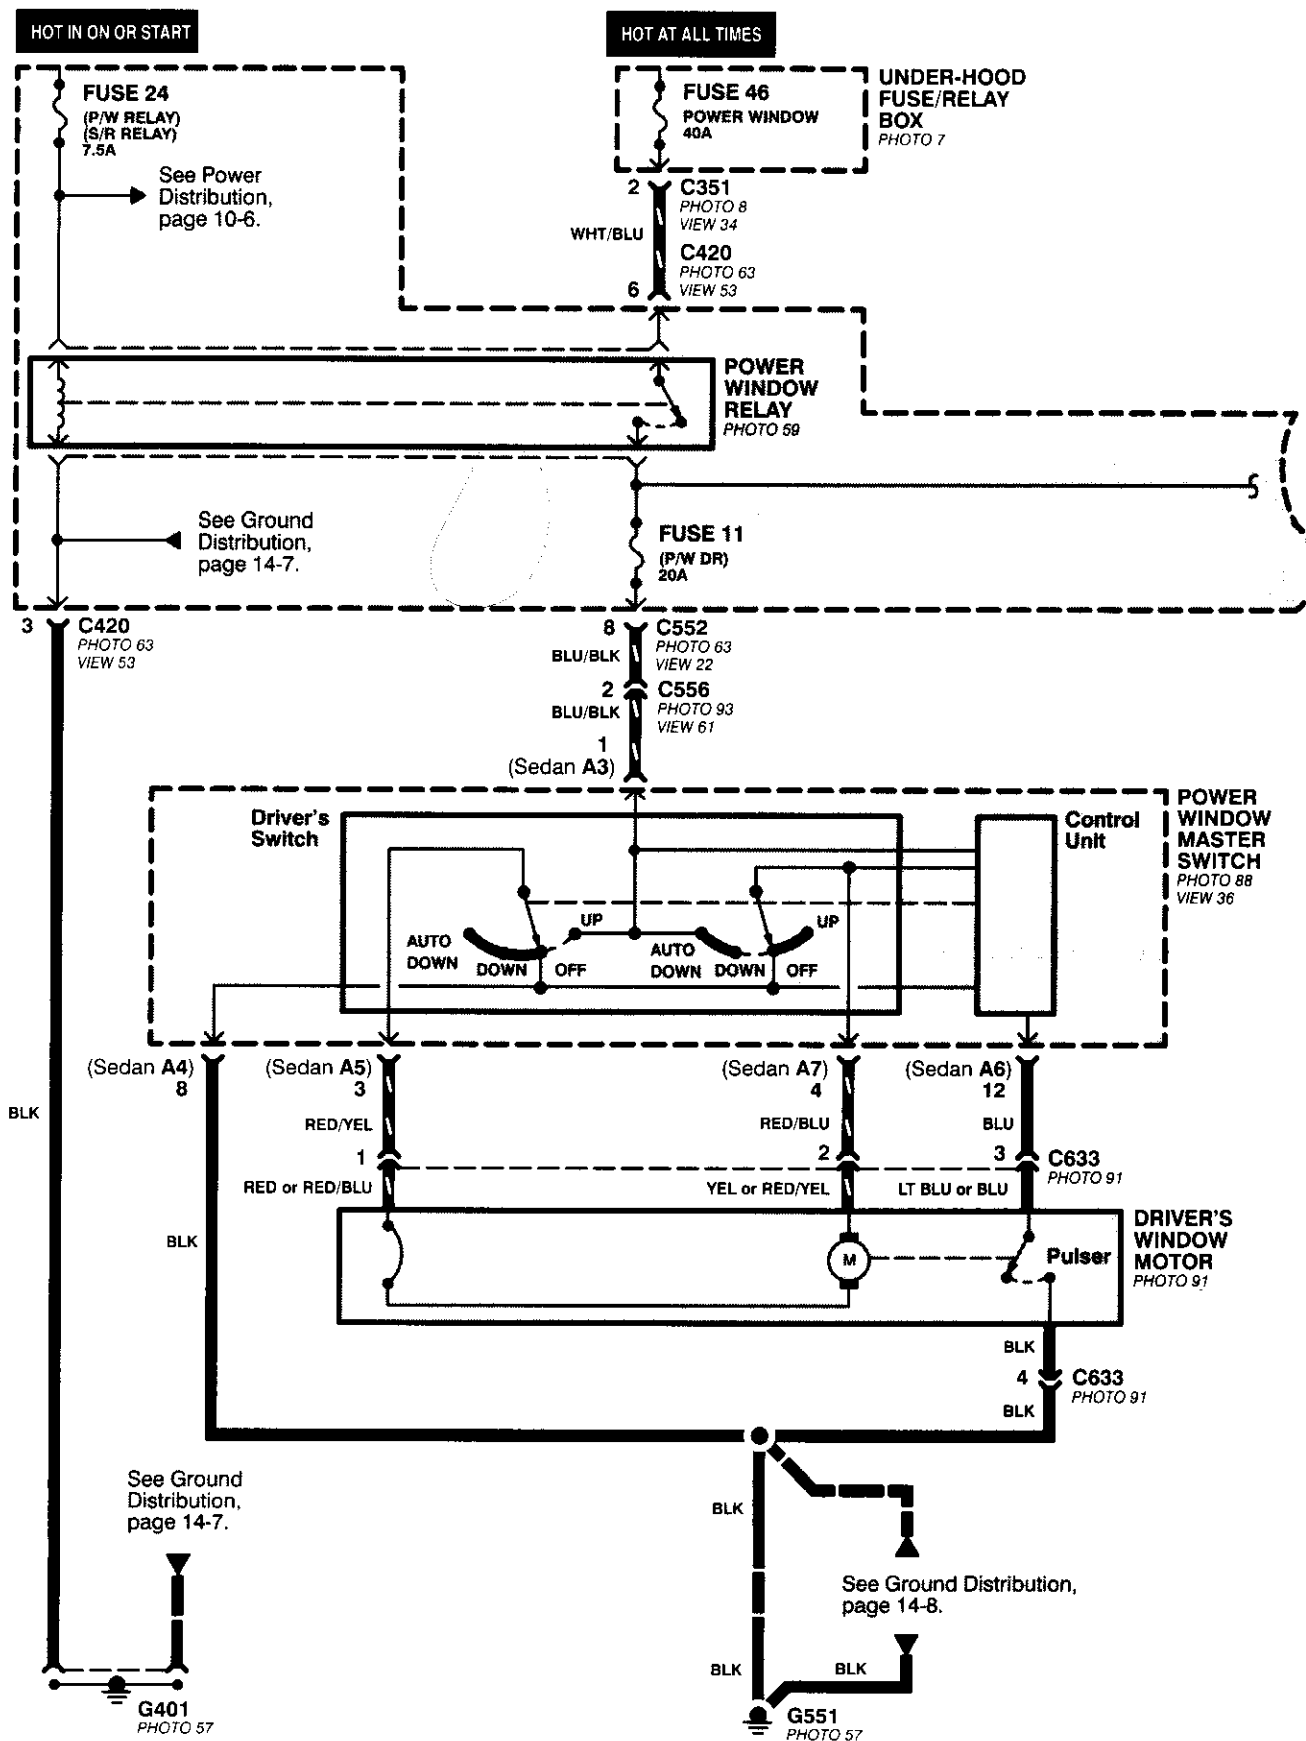 HOT IN ON OR START
HOT AT ALL TIMES
FUSE 24
(P/W RELAY)
(S/R RELAY)
7.5A
See Power
Distribution,
page 10-6.
FUSE 46
POWER WINDOW
40A
UNDER-HOOD
FUSE/RELAY
BOX
PHOTO 7
2
C351
PHOTO 8
VIEW 34
WHT/BLU
C420
PHOTO 63
VIEW 53
6
POWER
WINDOW
RELAY
PHOTO 59
See Ground
Distribution,
page 14-7.
FUSE 11
(P/W DR)
20A
3
C420
PHOTO 63
VIEW 53
8
C552
PHOTO 63
VIEW 22
BLU/BLK
2
C556
PHOTO 93
VIEW 61
BLU/BLK
1
(Sedan A3)
Driver's
Switch
Control
Unit
POWER
WINDOW
MASTER
SWITCH
PHOTO 88
VIEW 36
AUTO
DOWN
DOWN
OFF
UP
AUTO
DOWN
DOWN
OFF
UP
(Sedan A4)
8
(Sedan A5)
3
(Sedan A7)
4
(Sedan A6)
12
BLK
RED/YEL
RED/BLU
BLU
1
2
3
C633
PHOTO 91
RED or RED/BLU
YEL or RED/YEL
LT BLU or BLU
BLK
M
Pulser
DRIVER'S
WINDOW
MOTOR
PHOTO 91
BLK
4
C633
PHOTO 91
BLK
See Ground
Distribution,
page 14-7.
BLK
See Ground Distribution,
page 14-8.
BLK
BLK
G401
PHOTO 57
G551
PHOTO 57